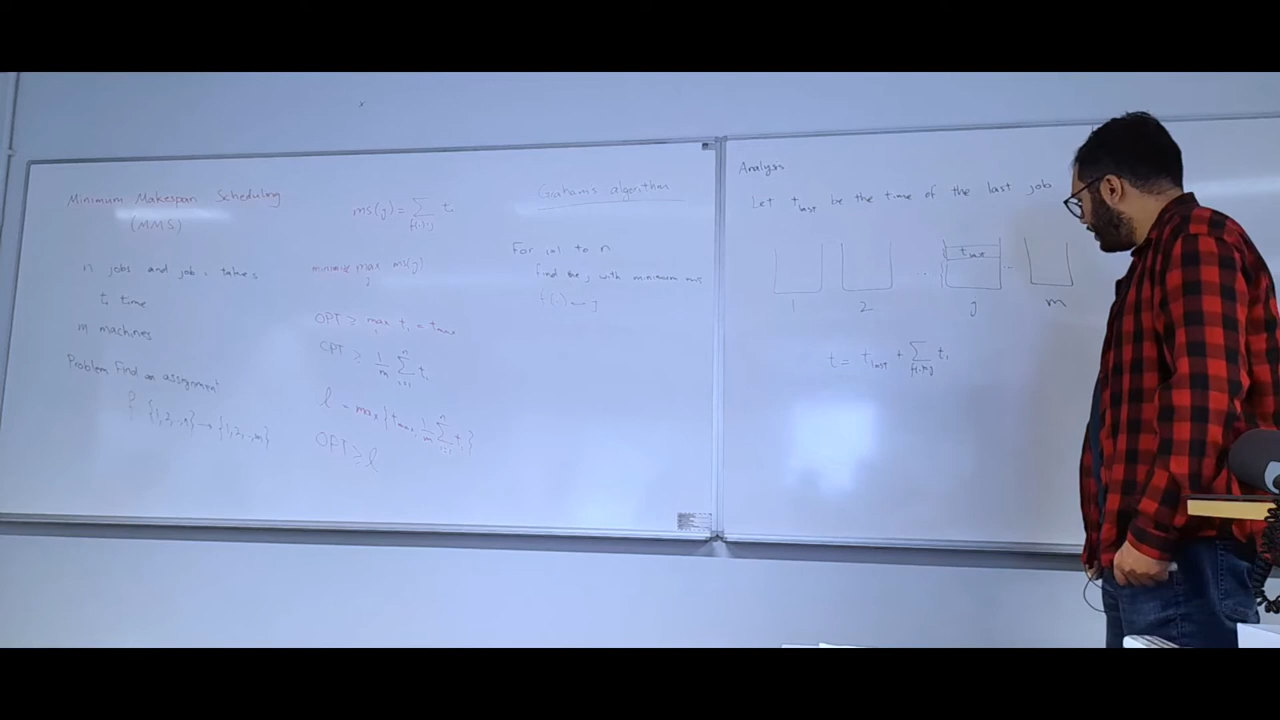 Minimum Makespan Scheduling
(MMS)
n jobs and job i takes
tᵢ time
m machines
Problem Find an assignment
f {1,2,..,n} → {1,2,..,m}
ms(j) = ∑ tᵢ
f(i)=j
minimize max ms(j)
j
OPT ≥ max tᵢ = tmax
i
OPT ≥ 1/m ∑ᵢ₌₁ⁿ tᵢ
l = max {tmax, 1/m ∑ᵢ₌₁ⁿ tᵢ}
OPT ≥ l
Graham's algorithm
For i=1 to n
find the j with minimum ms
f(i) ← j
Analysis
Let tlast be the time of the last job
tlast
1 2 .. j .. m
t = tlast + ∑ tᵢ
f(i)=j